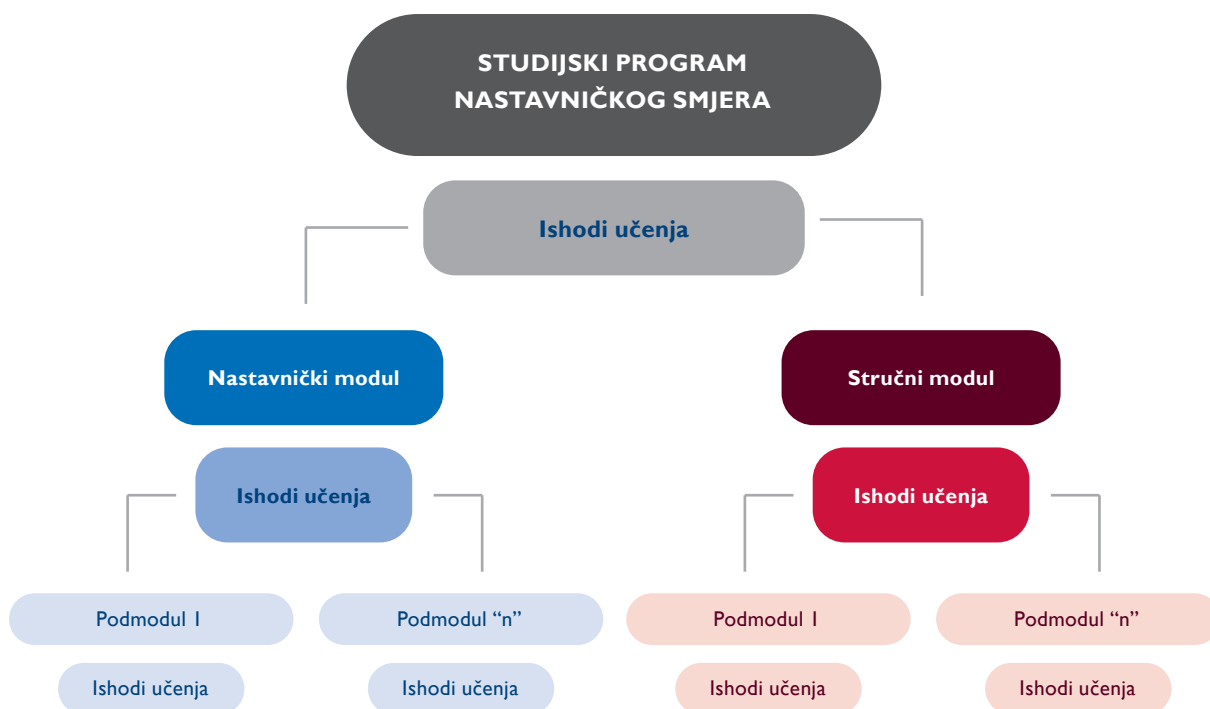 STUDIJSKI PROGRAM
NASTAVNIČKOG SMJERA
Ishodi učenja
Nastavnički modul
Stručni modul
Ishodi učenja
Ishodi učenja
Podmodul 1
Podmodul “n”
Podmodul 1
Podmodul “n”
Ishodi učenja
Ishodi učenja
Ishodi učenja
Ishodi učenja